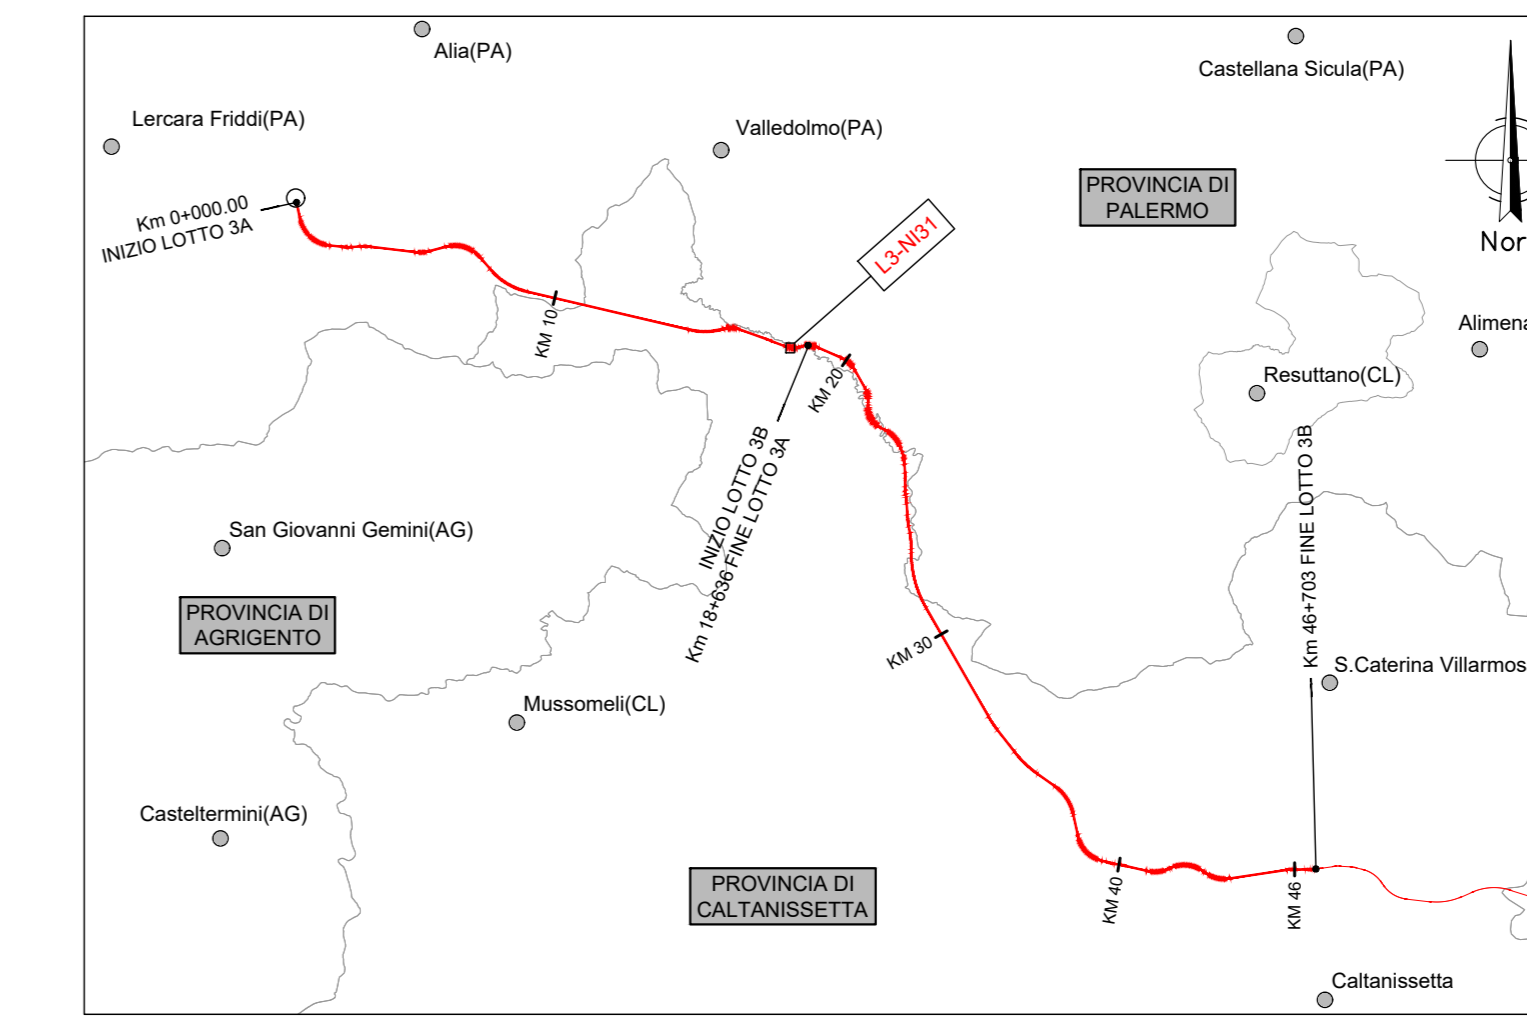 Alia(PA)
Castellana Sicula(PA)
Lercara Friddi(PA)
Valledolmo(PA)
PROVINCIA DI
PALERMO
Km 0+000.00
INIZIO LOTTO 3A
L3-NI31
Nor
KM 10
Alimena
KM 20
Resuttano(CL)
INIZIO LOTTO 3B
Km 18+636 FINE LOTTO 3A
Km 46+703 FINE LOTTO 3B
San Giovanni Gemini(AG)
PROVINCIA DI
AGRIGENTO
KM 30
S.Caterina Villarmos
Mussomeli(CL)
Casteltermini(AG)
PROVINCIA DI
CALTANISSETTA
KM 40
KM 46
Caltanissetta